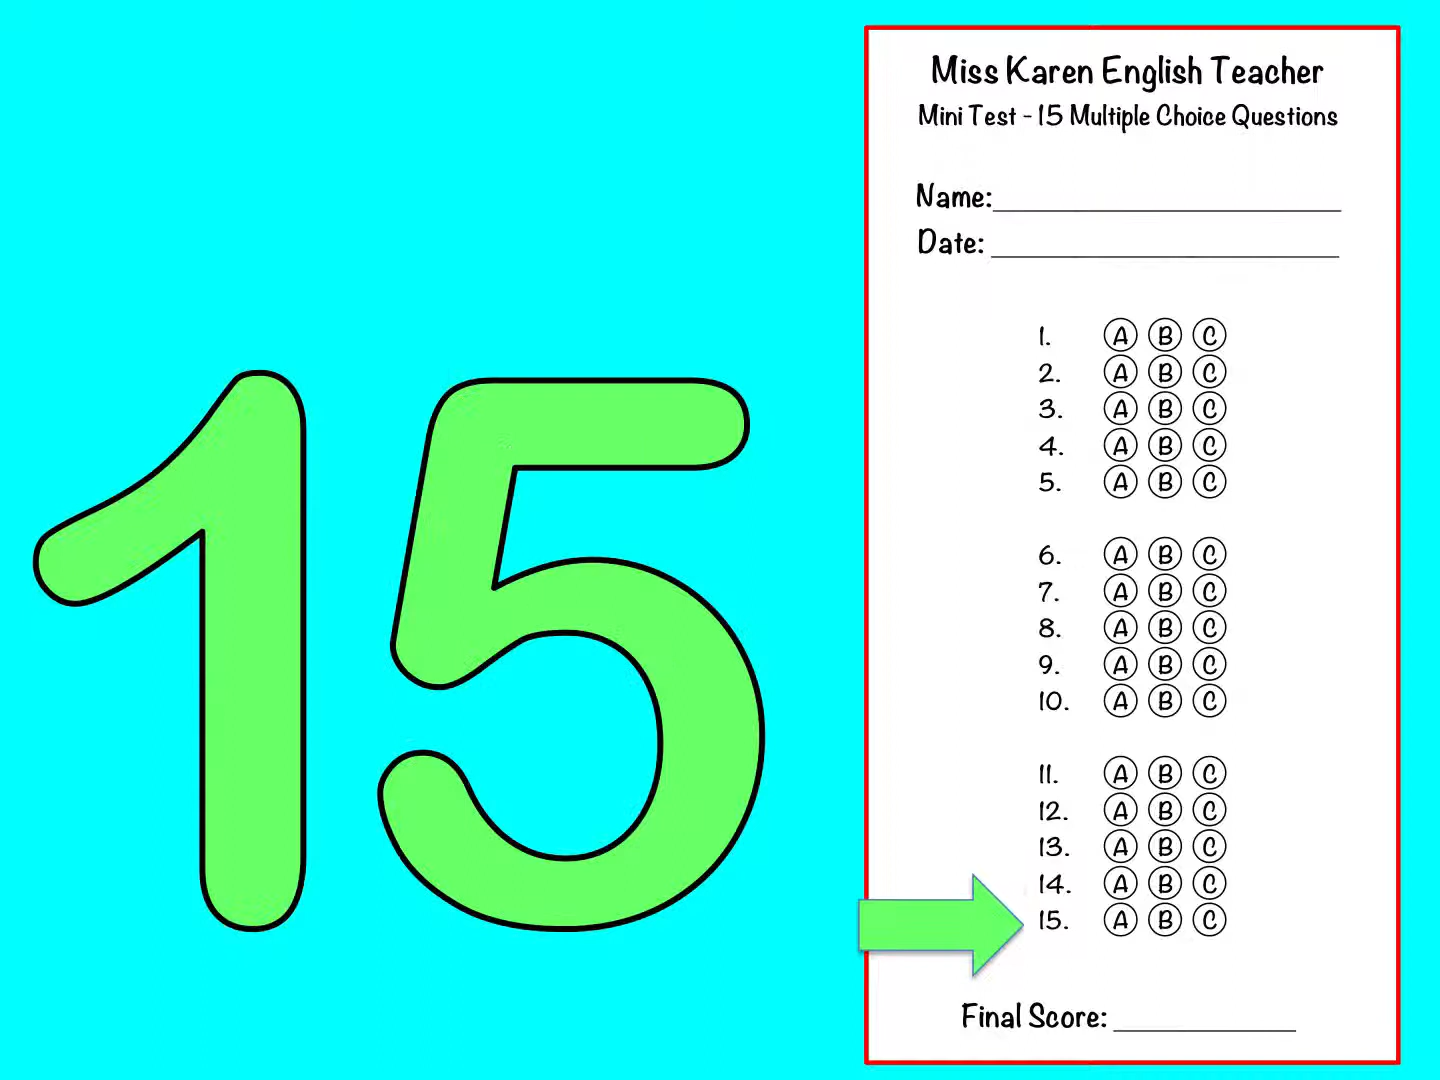 15
Miss Karen English Teacher
Mini Test - 15 Multiple Choice Questions
Name:
Date:
1. A B C
2. A B C
3. A B C
4. A B C
5. A B C
6. A B C
7. A B C
8. A B C
9. A B C
10. A B C
11. A B C
12. A B C
13. A B C
14. A B C
15. A B C
Final Score: